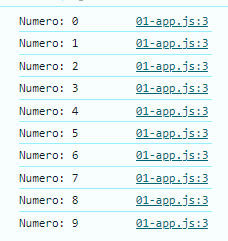 Numero: 0 01-app.js:3
Numero: 1 01-app.js:3
Numero: 2 01-app.js:3
Numero: 3 01-app.js:3
Numero: 4 01-app.js:3
Numero: 5 01-app.js:3
Numero: 6 01-app.js:3
Numero: 7 01-app.js:3
Numero: 8 01-app.js:3
Numero: 9 01-app.js:3